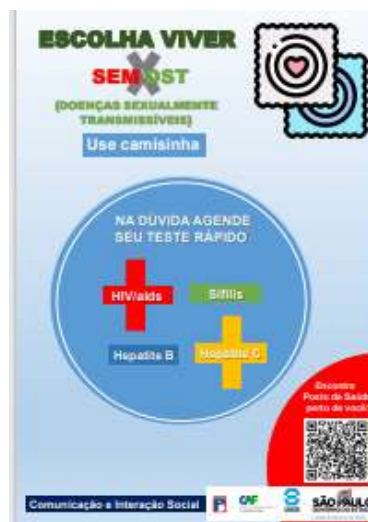 ESCOLHA VIVER
SEM DST
(DOENÇAS SEXUALMENTE
TRANSMISSÍVEIS)
Use camisinha
NA DÚVIDA AGENDE
SEU TESTE RÁPIDO
HIV/aids
Sífilis
Hepatite B
Hepatite C
Encontre
Posto de Saúde
perto de você!
Comunicação e Interação Social
CAF
SÃO PAULO